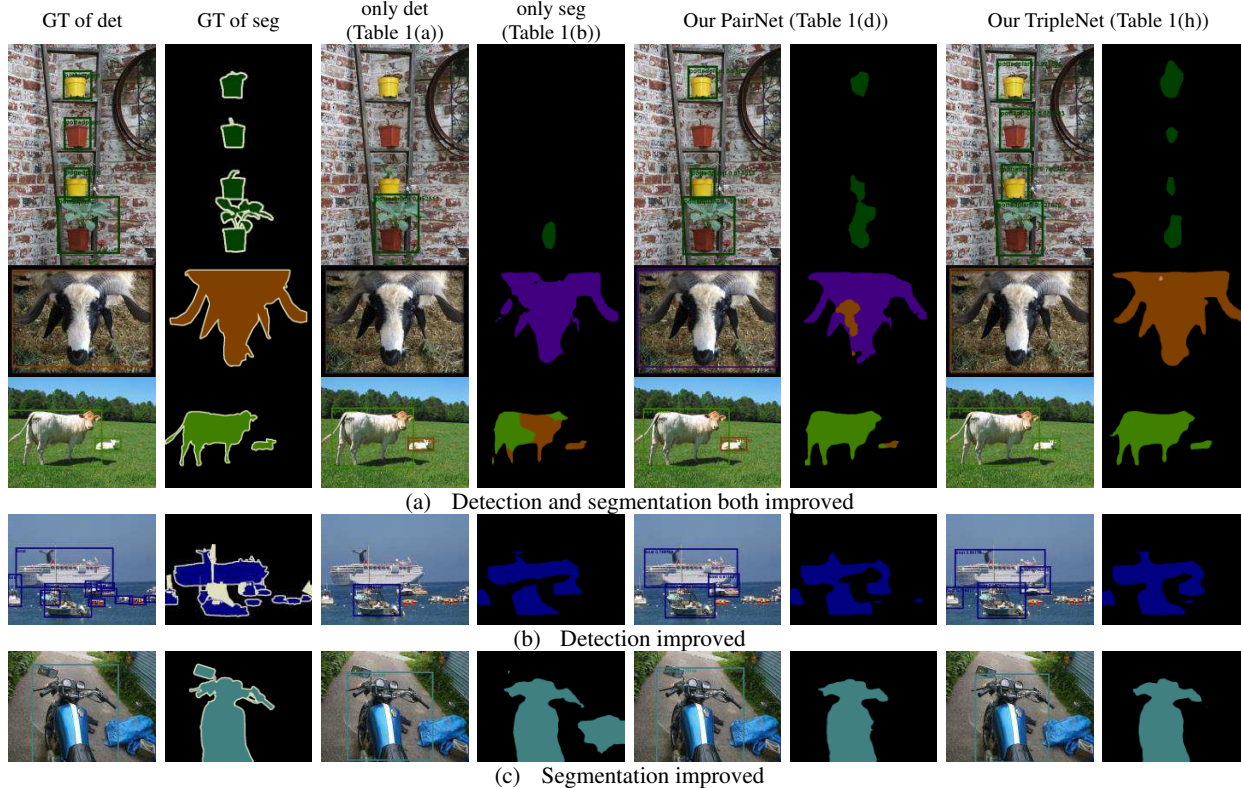 GT of det
GT of seg
only det
(Table 1(a))
only seg
(Table 1(b))
Our PairNet (Table 1(d))
Our TripleNet (Table 1(h))
(a) Detection and segmentation both improved
(b) Detection improved
(c) Segmentation improved